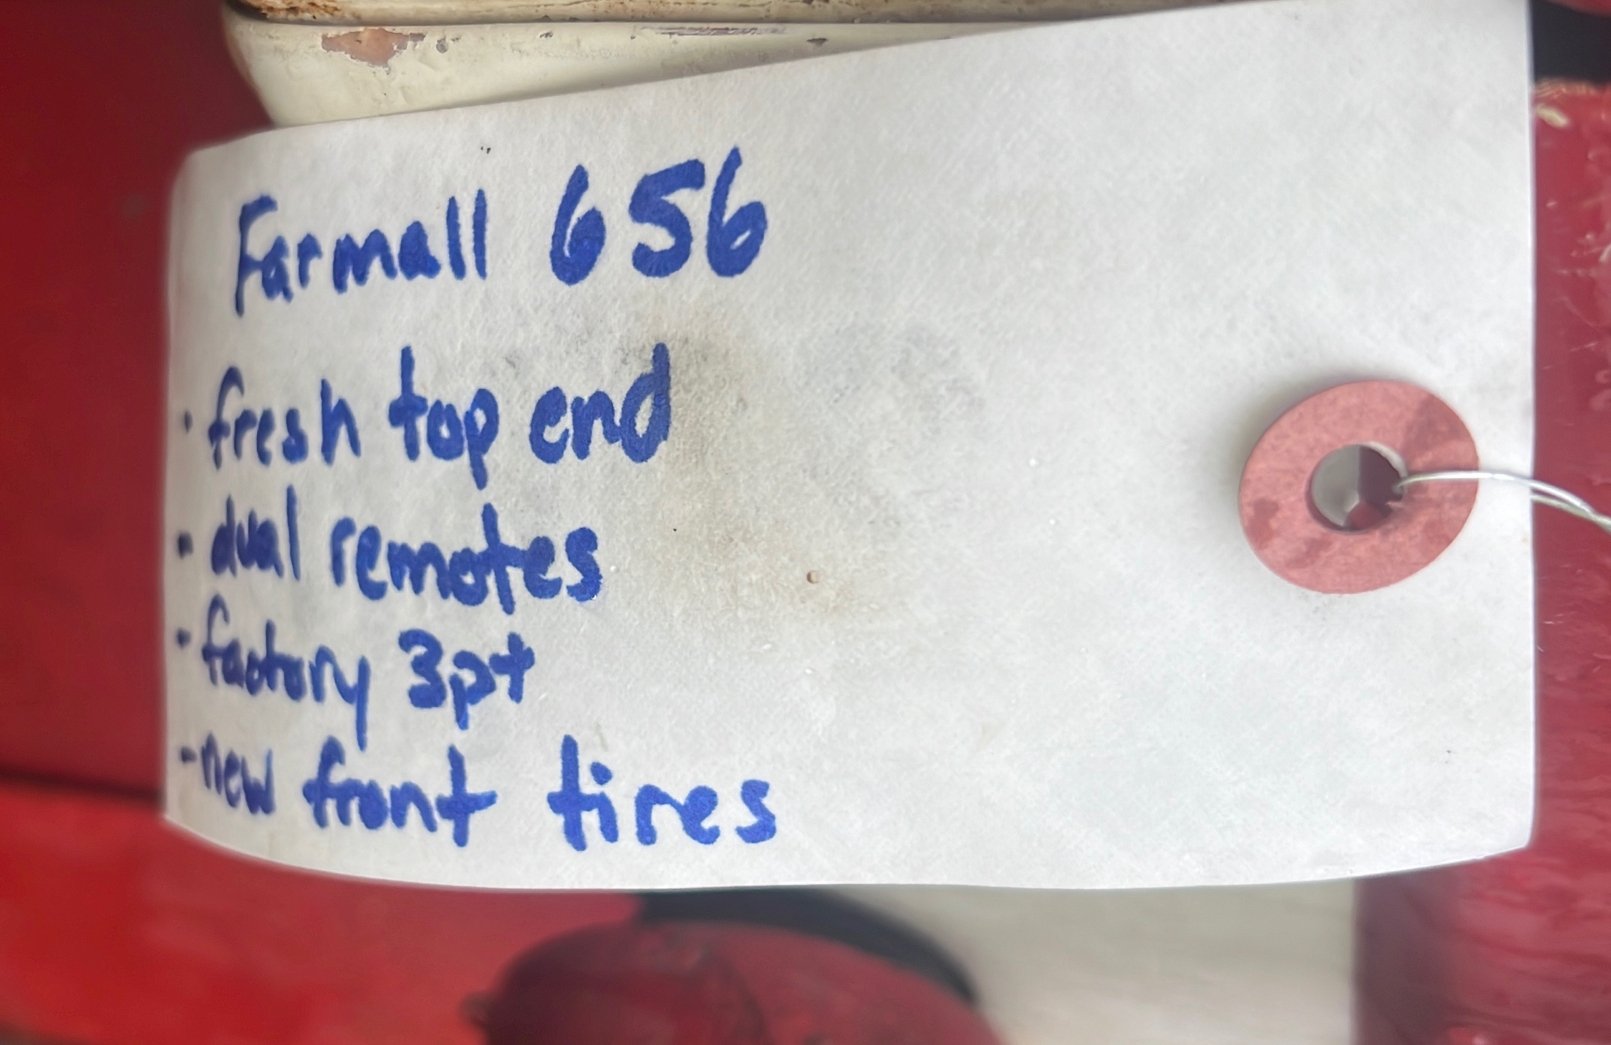 Farmall 656
· fresh top end
- dual remotes
- factory 3pt
- new front tires